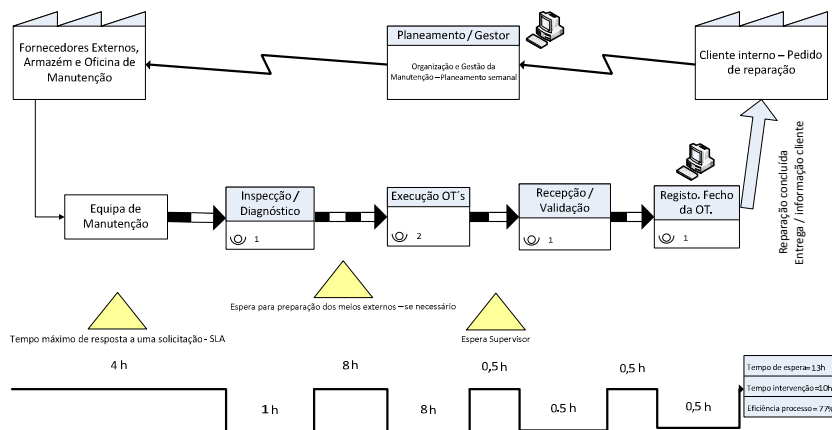 Fornecedores Externos,
Armazém e Oficina de
Manutenção
Planeamento / Gestor
Organização e Gestão da
Manutenção – Planeamento semanal
Cliente interno – Pedido
de reparação
Equipa de
Manutenção
Inspecção /
Diagnóstico
1
Execução OT´s
2
Recepção /
Validação
1
Registo. Fecho
da OT.
1
Reparação concluída
Entrega / informação cliente
Espera para preparação dos meios externos – se necessário
Tempo máximo de resposta a uma solicitação - SLA
Espera Supervisor
4 h
8 h
0,5 h
0,5 h
1 h
8 h
0.5 h
0,5 h
Tempo de espera=13h
Tempo intervenção=10h
Eficiência processo = 77%